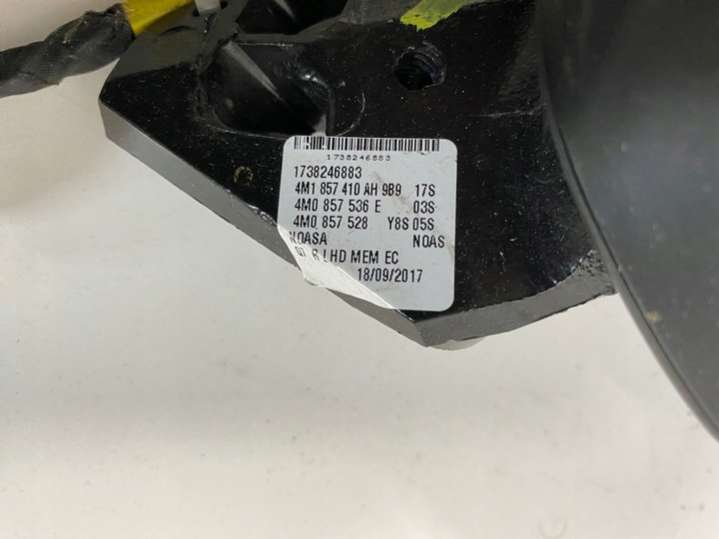 1738246883
1738246883
4M1 857 410 AH 9B9 17S
4M0 857 536 E 03S
4M0 857 528 Y8S 05S
NOASA NOAS
R LHD MEM EC
18/09/2017